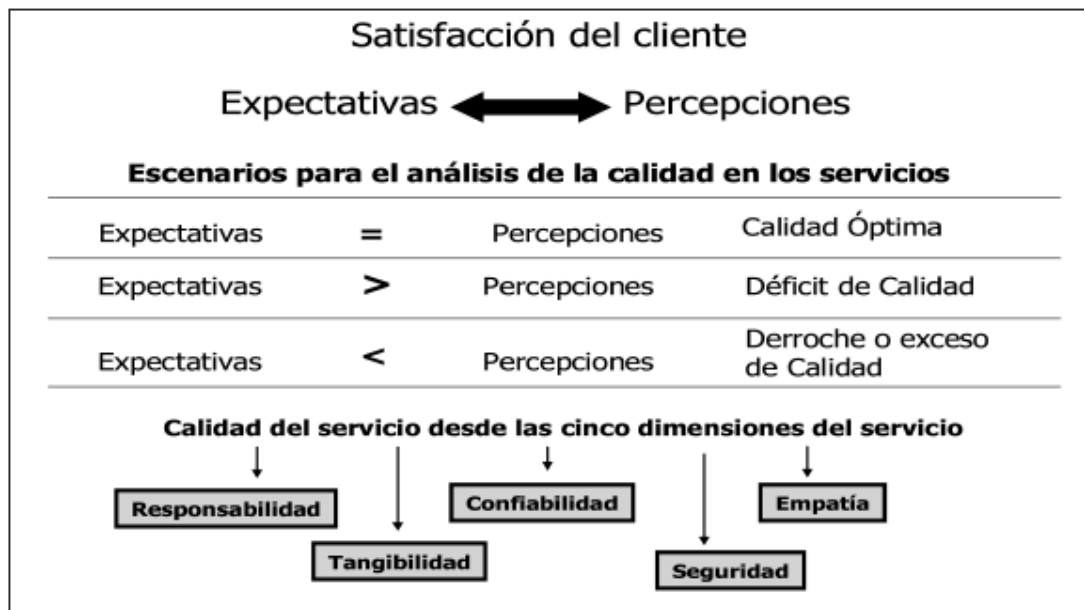 Satisfacción del cliente
Expectativas Percepciones
Escenarios para el análisis de la calidad en los servicios
Expectativas = Percepciones Calidad Óptima
Expectativas > Percepciones Déficit de Calidad
Expectativas < Percepciones Derroche o exceso
de Calidad
Calidad del servicio desde las cinco dimensiones del servicio
Responsabilidad Confiabilidad Empatía
Tangibilidad Seguridad